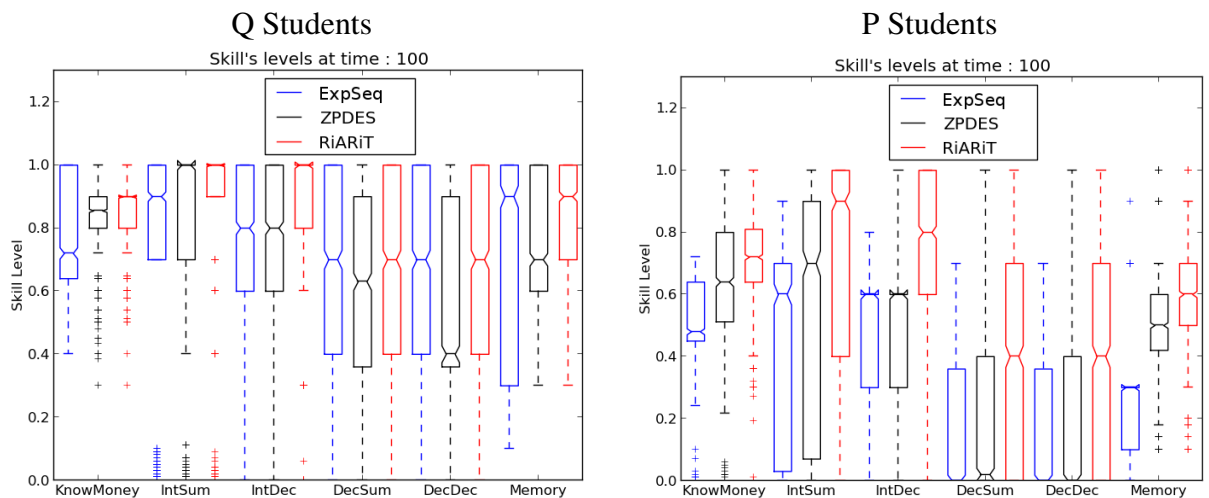 Q Students
Skill's levels at time : 100
ExpSeq
ZPDES
RiARiT
Skill Level
1.2
1.0
0.8
0.6
0.4
0.2
0.0
KnowMoney IntSum IntDec DecSum DecDec Memory
P Students
Skill's levels at time : 100
ExpSeq
ZPDES
RiARiT
Skill Level
1.2
1.0
0.8
0.6
0.4
0.2
0.0
KnowMoney IntSum IntDec DecSum DecDec Memory